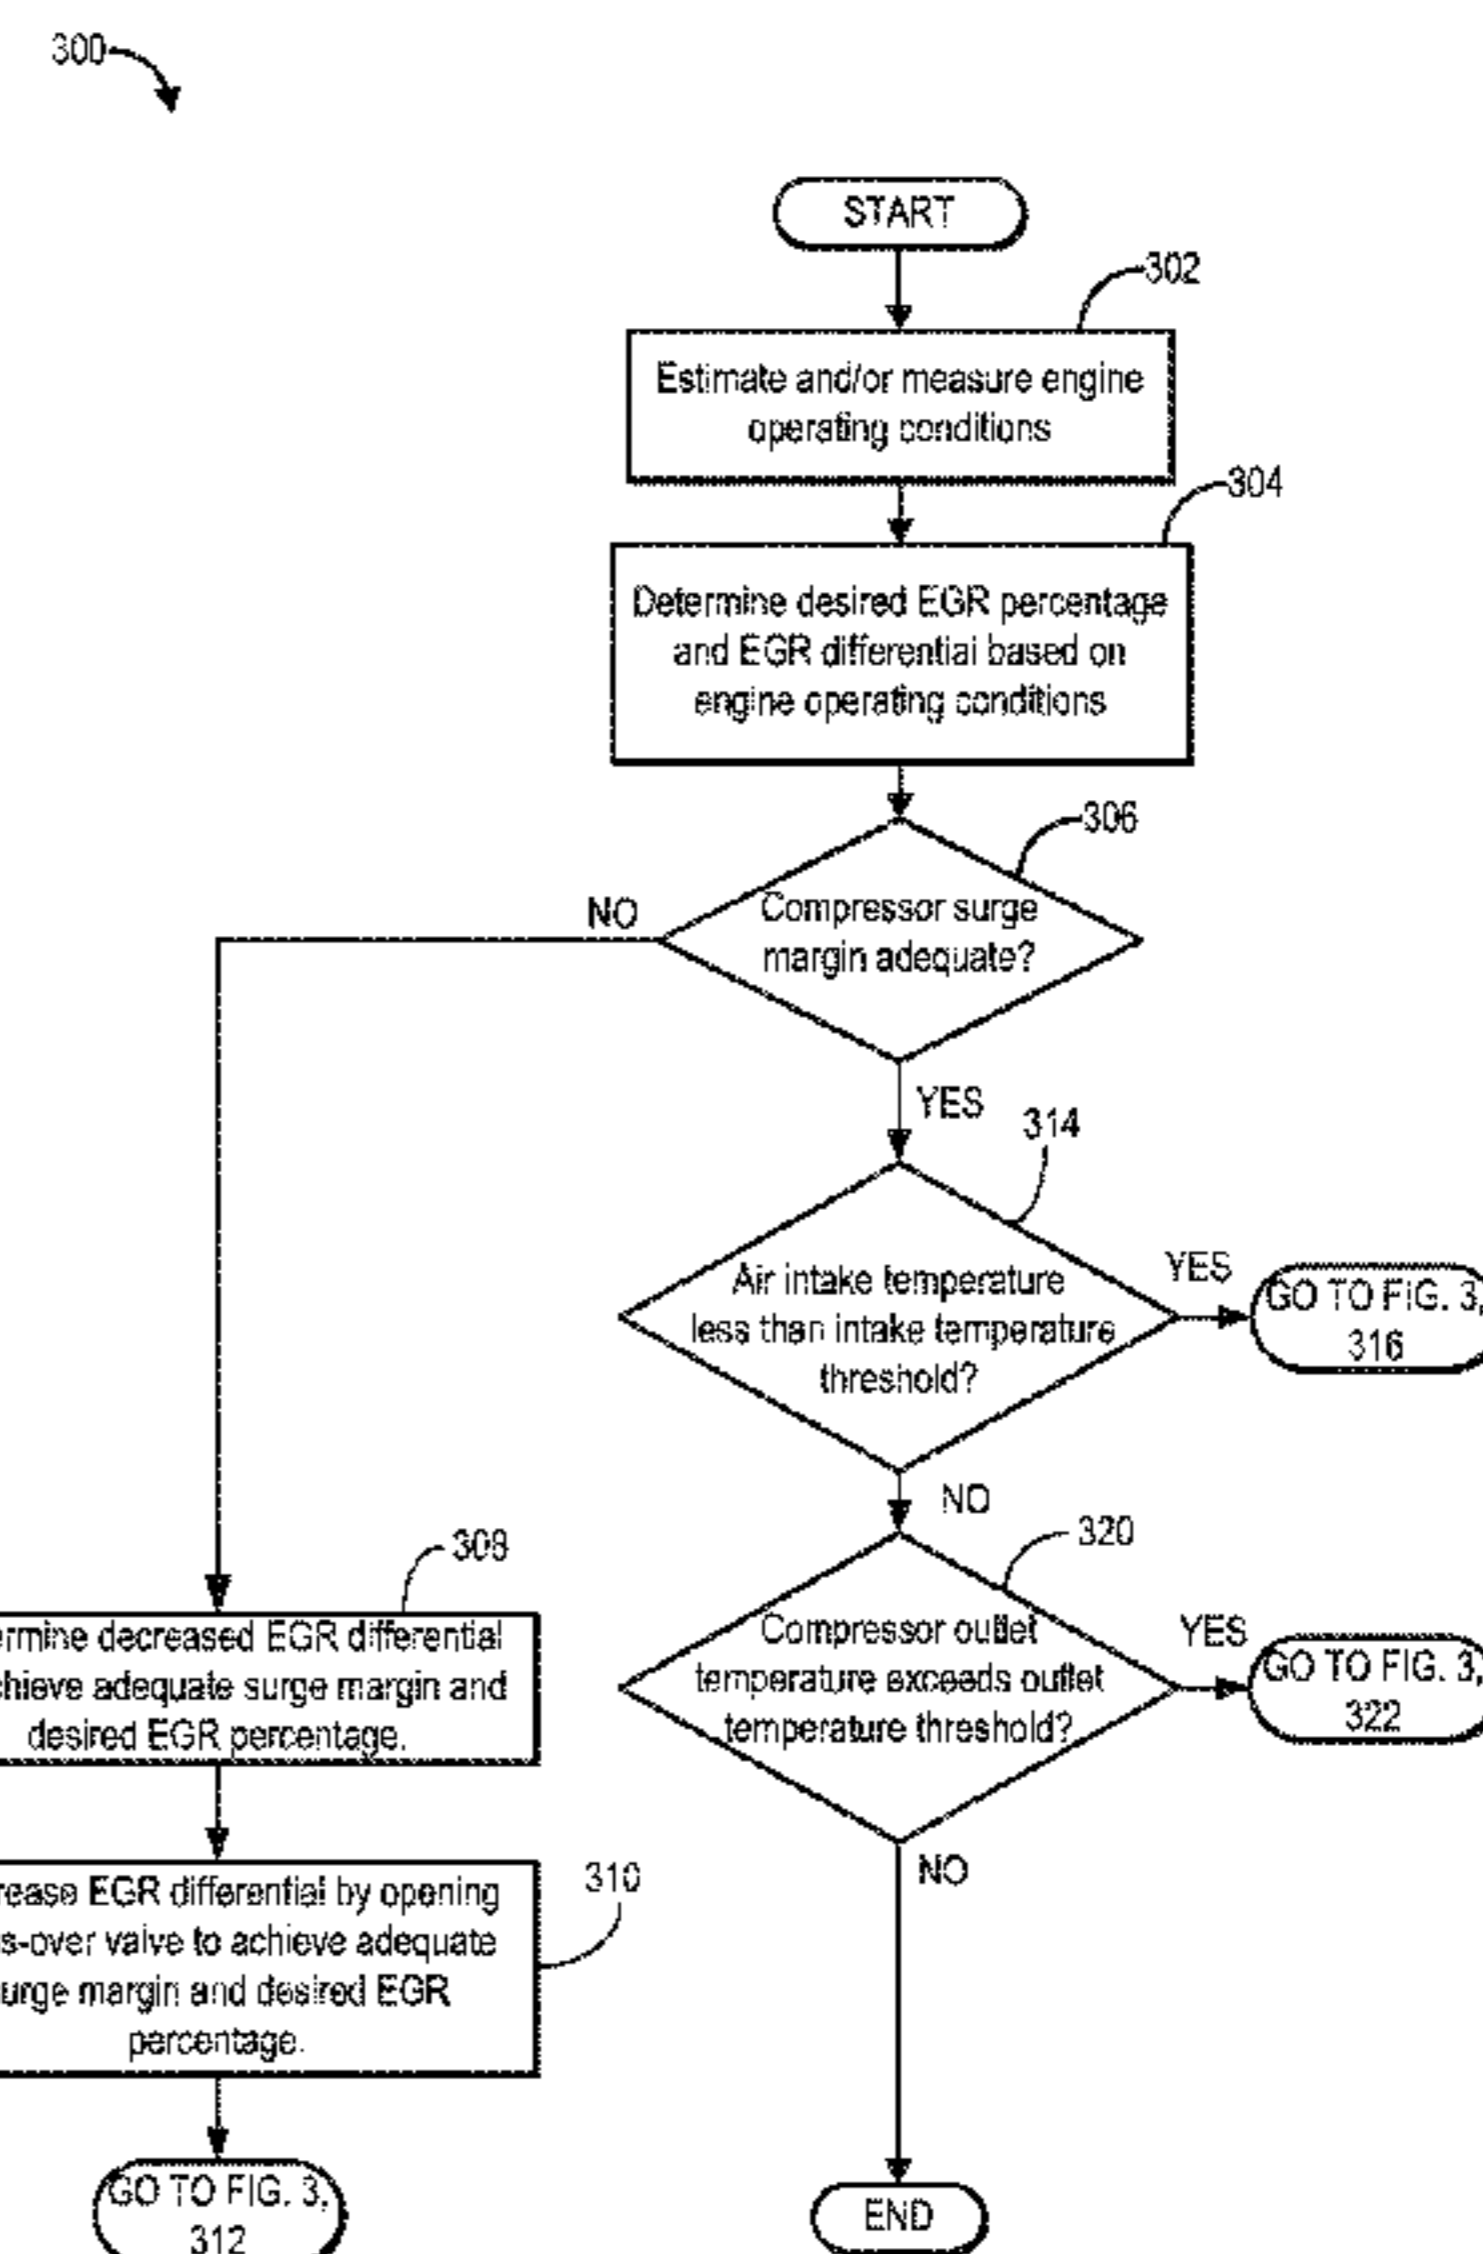 300
START
302
Estimate and/or measure engine
operating conditions
304
Determine desired EGR percentage
and EGR differential based on
engine operating conditions
306
Compressor surge
margin adequate?
NO
YES
314
Air intake temperature
less than intake temperature
threshold?
YES
GO TO FIG. 3,
316
NO
320
Compressor outlet
temperature exceeds outlet
temperature threshold?
YES
GO TO FIG. 3,
322
NO
END
308
decreased EGR differential
adequate surge margin and
desired EGR percentage.
310
EGR differential by opening
valve to achieve adequate
margin and desired EGR
percentage.
GO TO FIG. 3,
312